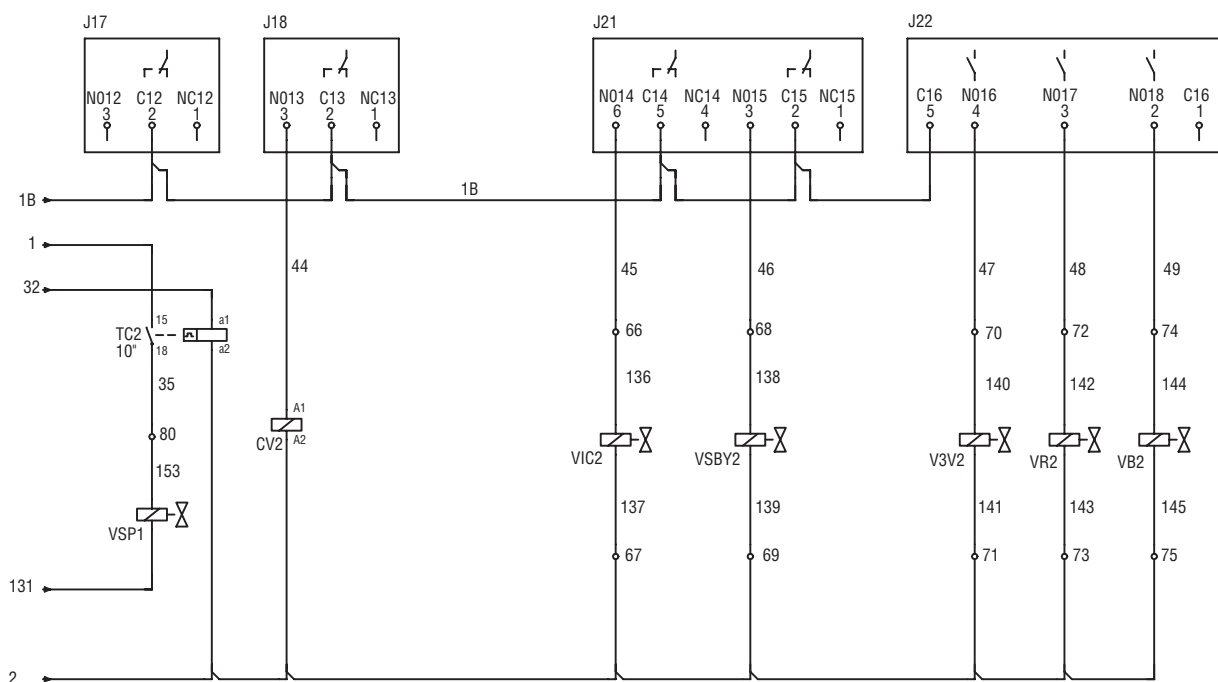 J17 J18 J21 J22
N012 C12 NC12 N013 C13 NC13 N014 C14 NC14 N015 C15 NC15 C16 N016 N017 N018 C16
3 2 1 3 2 1 6 5 4 3 2 1 5 4 3 2 1
1B 1B
1
44 45 46 47 48 49
32
15 a1
TC2 66 68 70 72 74
10" 18 a2
35 136 138 140 142 144
A1
80 CV2 A2
VIC2 VSBY2 V3V2 VR2 VB2
153
137 139 141 143 145
VSP1
67 69 71 73 75
131
2